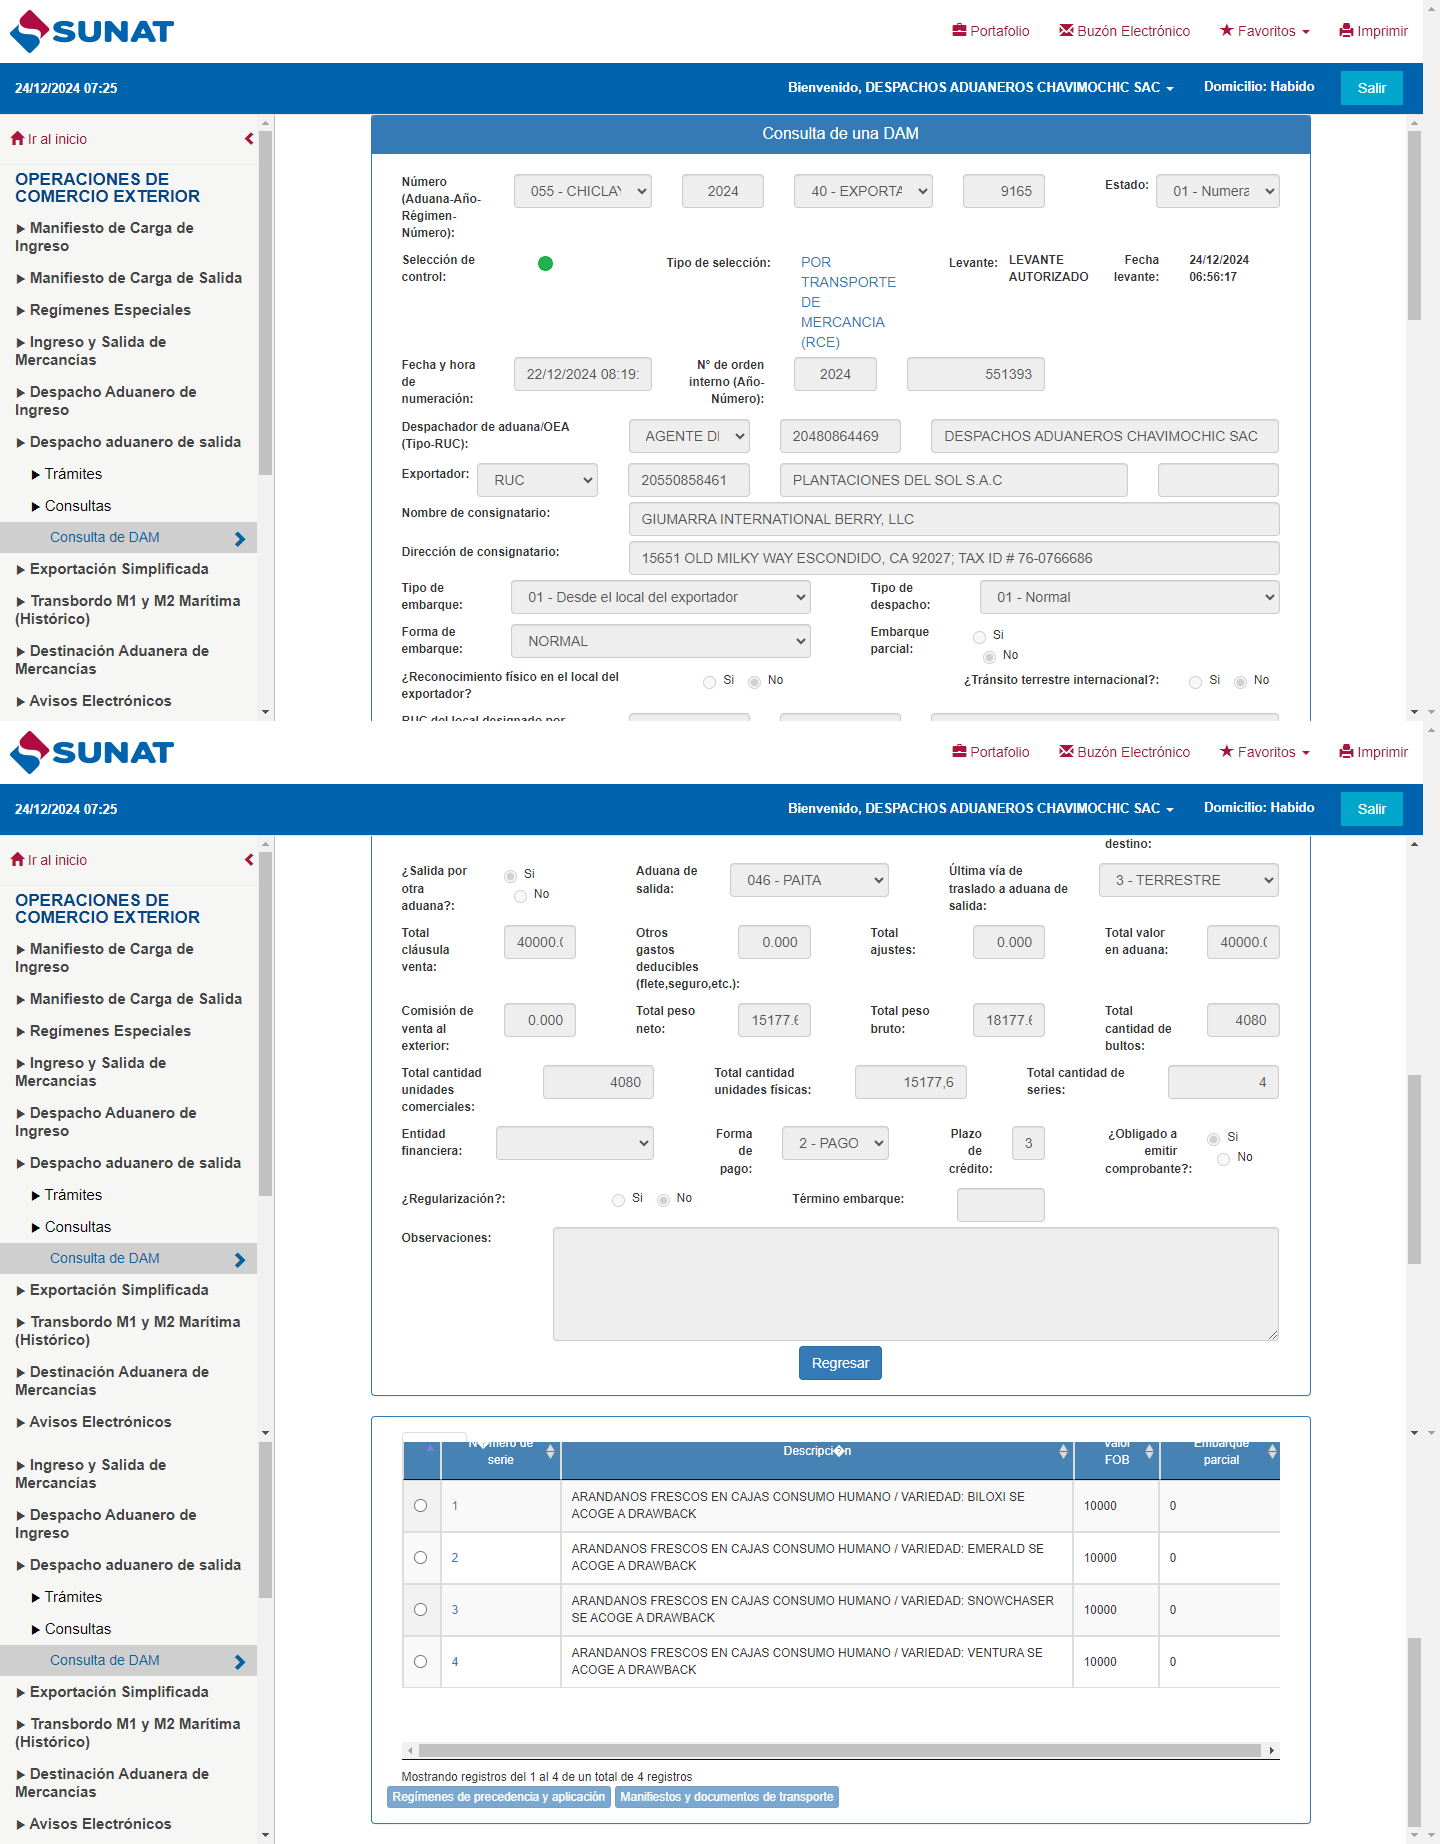 SUNAT
Portafolio
Buzón Electrónico
Favoritos
Imprimir
24/12/2024 07:25
Bienvenido, DESPACHOS ADUANEROS CHAVIMOCHIC SAC
Domicilio: Habido
Salir
Ir al inicio
OPERACIONES DE
COMERCIO EXTERIOR
Manifiesto de Carga de
Ingreso
Manifiesto de Carga de Salida
Regímenes Especiales
Ingreso y Salida de
Mercancías
Despacho Aduanero de
Ingreso
Despacho aduanero de salida
Trámites
Consultas
Consulta de DAM
Exportación Simplificada
Transbordo M1 y M2 Marítima
(Histórico)
Destinación Aduanera de
Mercancías
Avisos Electrónicos
Consulta de una DAM
Número
(Aduana-Año-
Régimen-
Número):
055 - CHICLAY
2024
40 - EXPORTA
9165
Estado:
01 - Numera
Selección de
control:
Tipo de selección:
POR
TRANSPORTE
DE
MERCANCIA
(RCE)
Levante:
LEVANTE
AUTORIZADO
Fecha
levante:
24/12/2024
06:56:17
Fecha y hora
de
numeración:
22/12/2024 08:19:
N° de orden
interno (Año-
Número):
2024
551393
Despachador de aduana/OEA
(Tipo-RUC):
AGENTE DI
20480864469
DESPACHOS ADUANEROS CHAVIMOCHIC SAC
Exportador:
RUC
20550858461
PLANTACIONES DEL SOL S.A.C
Nombre de consignatario:
GIUMARRA INTERNATIONAL BERRY, LLC
Dirección de consignatario:
15651 OLD MILKY WAY ESCONDIDO, CA 92027; TAX ID # 76-0766686
Tipo de
embarque:
01 - Desde el local del exportador
Tipo de
despacho:
01 - Normal
Forma de
embarque:
NORMAL
Embarque
parcial:
Si
No
¿Reconocimiento físico en el local del
exportador?
Si
No
¿Tránsito terrestre internacional?:
Si
No
RUC del local designado por
SUNAT
Portafolio
Buzón Electrónico
Favoritos
Imprimir
24/12/2024 07:25
Bienvenido, DESPACHOS ADUANEROS CHAVIMOCHIC SAC
Domicilio: Habido
Salir
Ir al inicio
OPERACIONES DE
COMERCIO EXTERIOR
Manifiesto de Carga de
Ingreso
Manifiesto de Carga de Salida
Regímenes Especiales
Ingreso y Salida de
Mercancías
Despacho Aduanero de
Ingreso
Despacho aduanero de salida
Trámites
Consultas
Consulta de DAM
Exportación Simplificada
Transbordo M1 y M2 Marítima
(Histórico)
Destinación Aduanera de
Mercancías
Avisos Electrónicos
destino:
¿Salida por
otra
aduana?:
Si
No
Aduana de
salida:
046 - PAITA
Última vía de
traslado a aduana de
salida:
3 - TERRESTRE
Total
cláusula
venta:
40000.0
Otros
gastos
deducibles
(flete,seguro,etc.):
0.000
Total
ajustes:
0.000
Total valor
en aduana:
40000.0
Comisión de
venta al
exterior:
0.000
Total peso
neto:
15177.6
Total peso
bruto:
18177.6
Total
cantidad de
bultos:
4080
Total cantidad
unidades
comerciales:
4080
Total cantidad
unidades físicas:
15177,6
Total cantidad de
series:
4
Entidad
financiera:
Forma
de
pago:
2 - PAGO
Plazo
de
crédito:
3
¿Obligado a
emitir
comprobante?:
Si
No
¿Regularización?:
Si
No
Término embarque:
Observaciones:
Regresar
N�mero de
serie
Descripci�n
Valor
FOB
Embarque
parcial
1
ARANDANOS FRESCOS EN CAJAS CONSUMO HUMANO / VARIEDAD: BILOXI SE
ACOGE A DRAWBACK
10000
0
2
ARANDANOS FRESCOS EN CAJAS CONSUMO HUMANO / VARIEDAD: EMERALD SE
ACOGE A DRAWBACK
10000
0
3
ARANDANOS FRESCOS EN CAJAS CONSUMO HUMANO / VARIEDAD: SNOWCHASER
SE ACOGE A DRAWBACK
10000
0
4
ARANDANOS FRESCOS EN CAJAS CONSUMO HUMANO / VARIEDAD: VENTURA SE
ACOGE A DRAWBACK
10000
0
Mostrando registros del 1 al 4 de un total de 4 registros
Regímenes de precedencia y aplicación
Manifiestos y documentos de transporte
Ingreso y Salida de
Mercancías
Despacho Aduanero de
Ingreso
Despacho aduanero de salida
Trámites
Consultas
Consulta de DAM
Exportación Simplificada
Transbordo M1 y M2 Marítima
(Histórico)
Destinación Aduanera de
Mercancías
Avisos Electrónicos